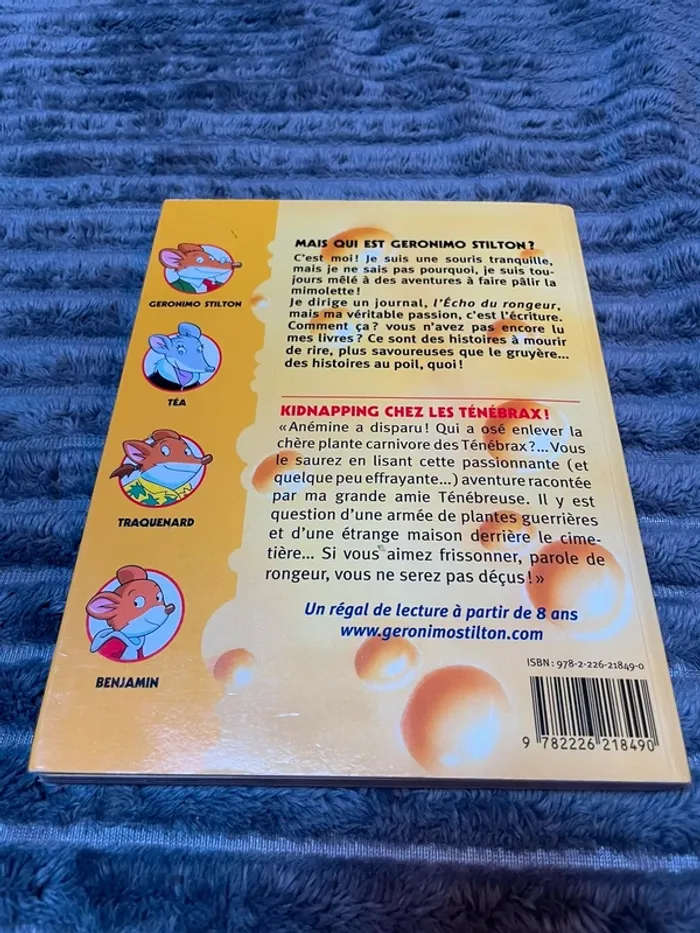 MAIS QUI EST GERONIMO STILTON ?
C'est moi ! Je suis une souris tranquille,
mais je ne sais pas pourquoi, je suis tou-
jours mêlé à des aventures à faire pâlir la
mimolette !
Je dirige un journal, l'Écho du rongeur,
mais ma véritable passion, c'est l'écriture.
Comment ça ? vous n'avez pas encore lu
mes livres ? Ce sont des histoires à mourir
de rire, plus savoureuses que le gruyère...
des histoires au poil, quoi !
GERONIMO STILTON
TÉA
TRAQUENARD
BENJAMIN
KIDNAPPING CHEZ LES TÉNÉBRAX !
« Anémine a disparu ! Qui a osé enlever la
chère plante carnivore des Ténébrax ?... Vous
le saurez en lisant cette passionnante (et
quelque peu effrayante...) aventure racontée
par ma grande amie Ténébreuse. Il y est
question d'une armée de plantes guerrières
et d'une étrange maison derrière le cime-
tière... Si vous aimez frissonner, parole de
rongeur, vous ne serez pas déçus ! »
Un régal de lecture à partir de 8 ans
www.geronimostilton.com
ISBN : 978-2-226-21849-0
9 782226 218490